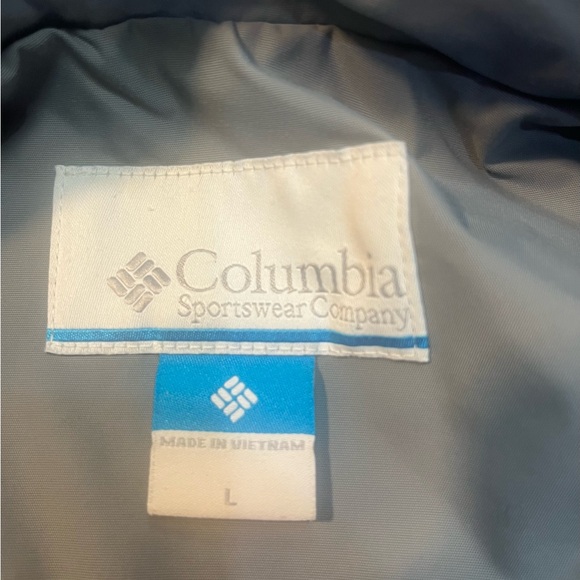 Columbia
Sportswear Company
MADE IN VIETNAM
L